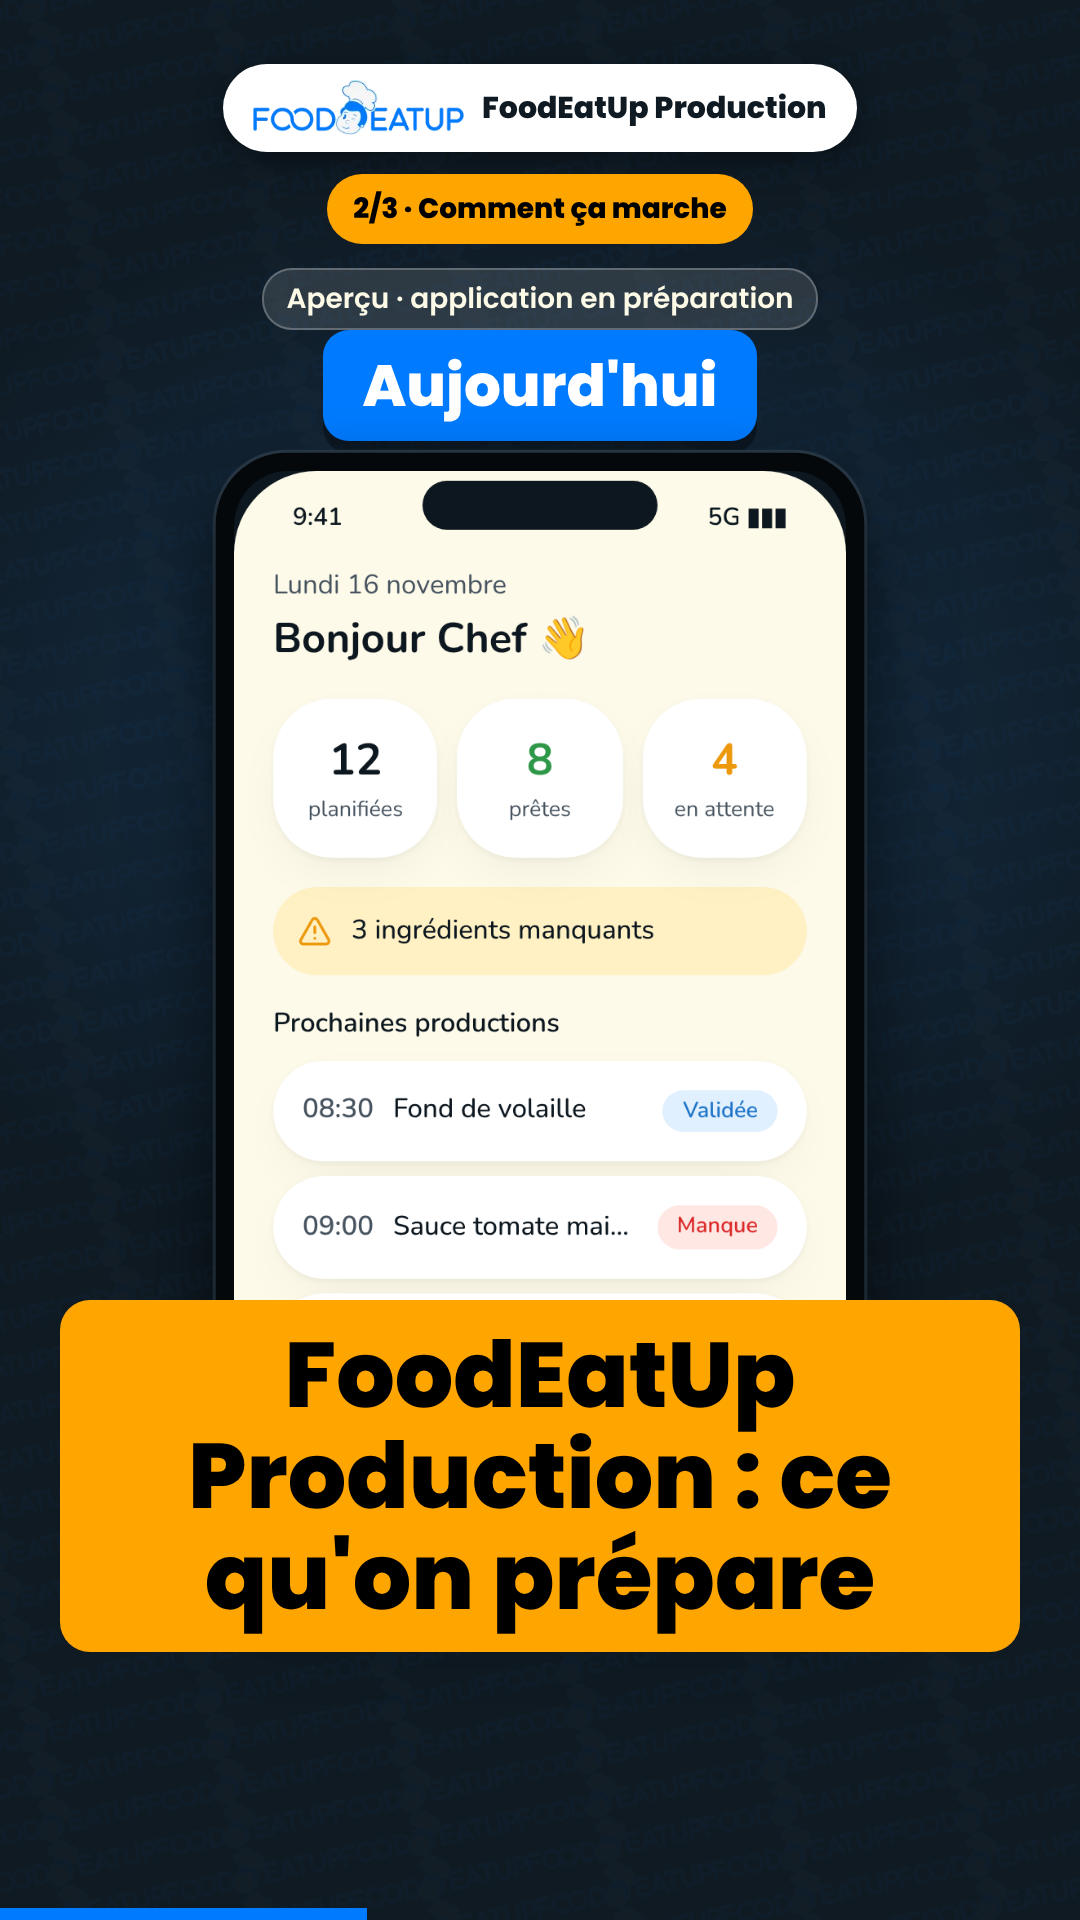 FOODEATUP FoodEatUp Production
2/3 · Comment ça marche
Aperçu · application en préparation
Aujourd'hui
9:41 5G
Lundi 16 novembre
Bonjour Chef 👋
12 8 4
planifiées prêtes en attente
3 ingrédients manquants
Prochaines productions
08:30 Fond de volaille Validée
09:00 Sauce tomate mai... Manque
FoodEatUp
Production : ce
qu'on prépare